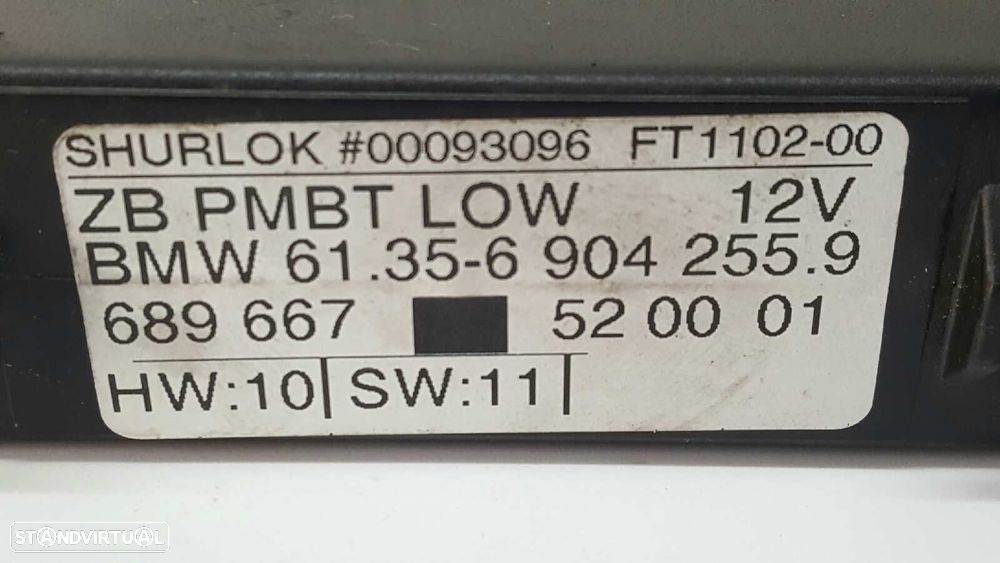 SHURLOK #00093096 FT1102-00
ZB PMBT LOW 12V
BMW 61.35-6 904 255.9
689 667 52 00 01
HW:10 SW:11
STANDVIRTUAL